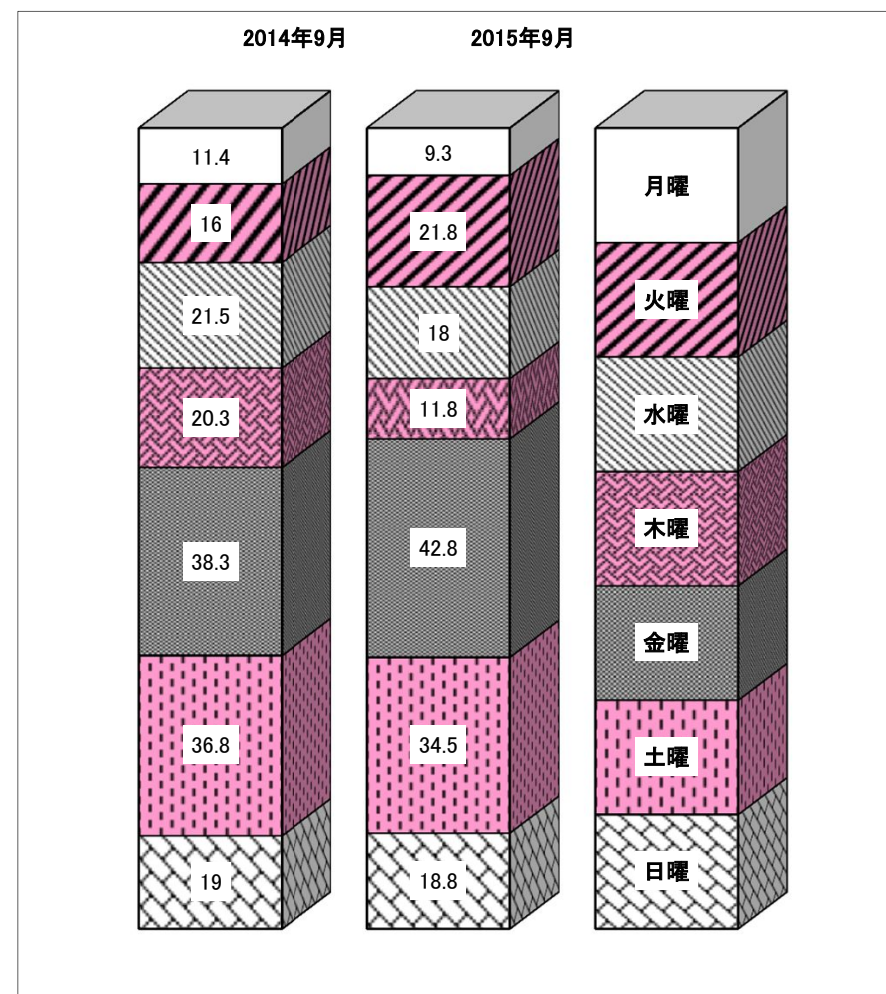 2014年9月 2015年9月
11.4 9.3 月曜
16 21.8 火曜
21.5 18 水曜
20.3 11.8 木曜
38.3 42.8 金曜
36.8 34.5 土曜
19 18.8 日曜